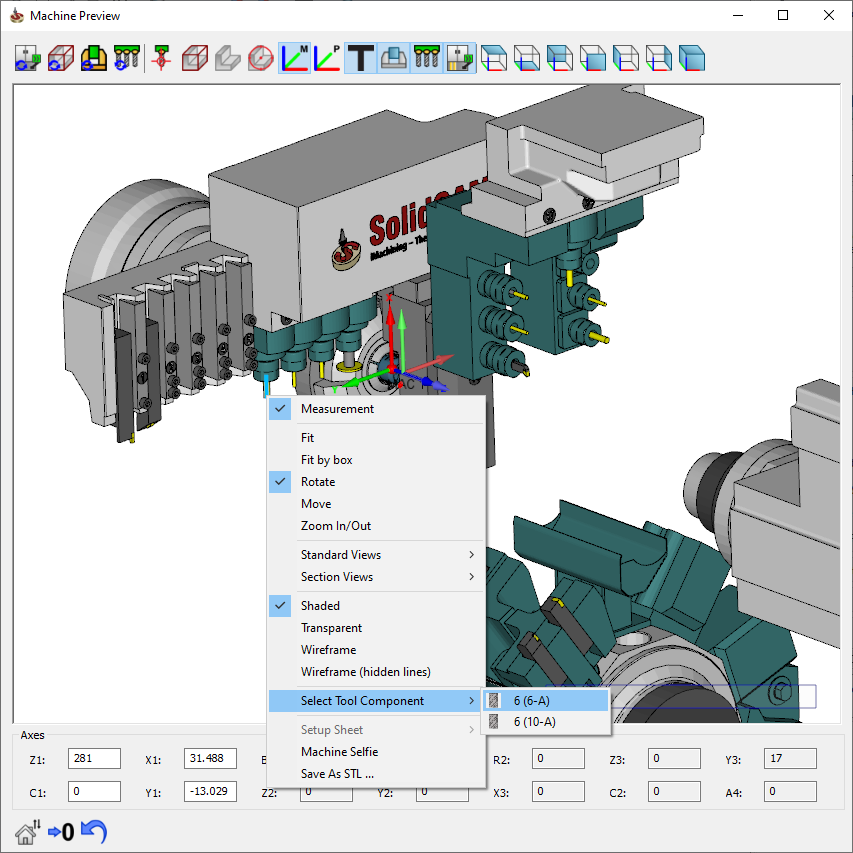 Machine Preview
M
P
SolidCAM
iMachining – The
C
Measurement
Fit
Fit by box
Rotate
Move
Zoom In/Out
Standard Views
Section Views
Shaded
Transparent
Wireframe
Wireframe (hidden lines)
Select Tool Component
6 (6-A)
6 (10-A)
Setup Sheet
Machine Selfie
Save As STL ...
Axes
Z1: 281 X1: 31.488 R2: 0 Z3: 0 Y3: 17
C1: 0 Y1: -13.029 Z2: 0 Y2: 0 X3: 0 C2: 0 A4: 0
0